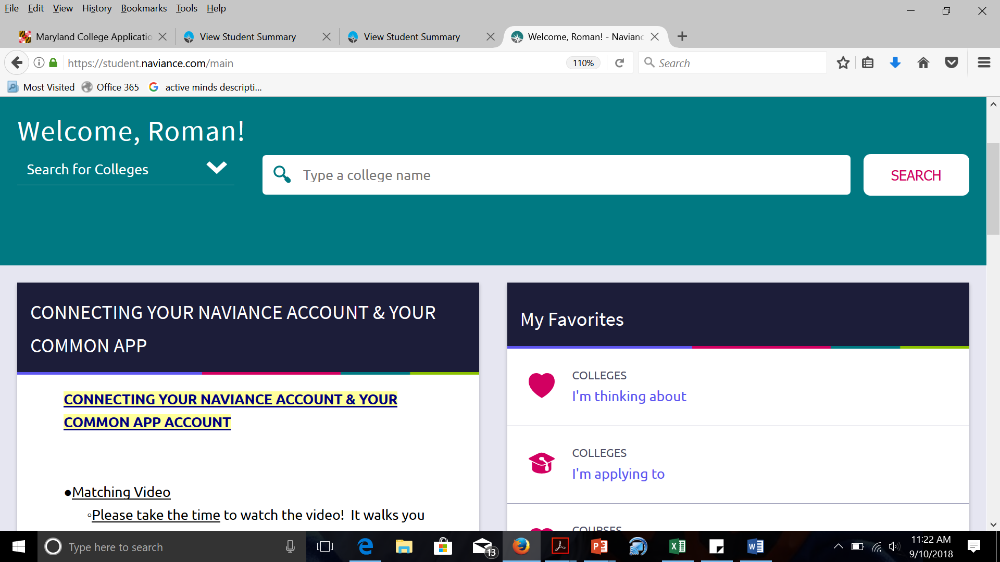 File Edit View History Bookmarks Tools Help
Maryland College Applicatio
View Student Summary
View Student Summary
Welcome, Roman! - Navianc
https://student.naviance.com/main
110%
Search
Most Visited
Office 365
active minds descripti...
Welcome, Roman!
Search for Colleges
Type a college name
SEARCH
CONNECTING YOUR NAVIANCE ACCOUNT & YOUR
COMMON APP
CONNECTING YOUR NAVIANCE ACCOUNT & YOUR
COMMON APP ACCOUNT
●Matching Video
◦Please take the time to watch the video!  It walks you
My Favorites
COLLEGES
I'm thinking about
COLLEGES
I'm applying to
COURSES
Type here to search
13
11:22 AM
9/10/2018